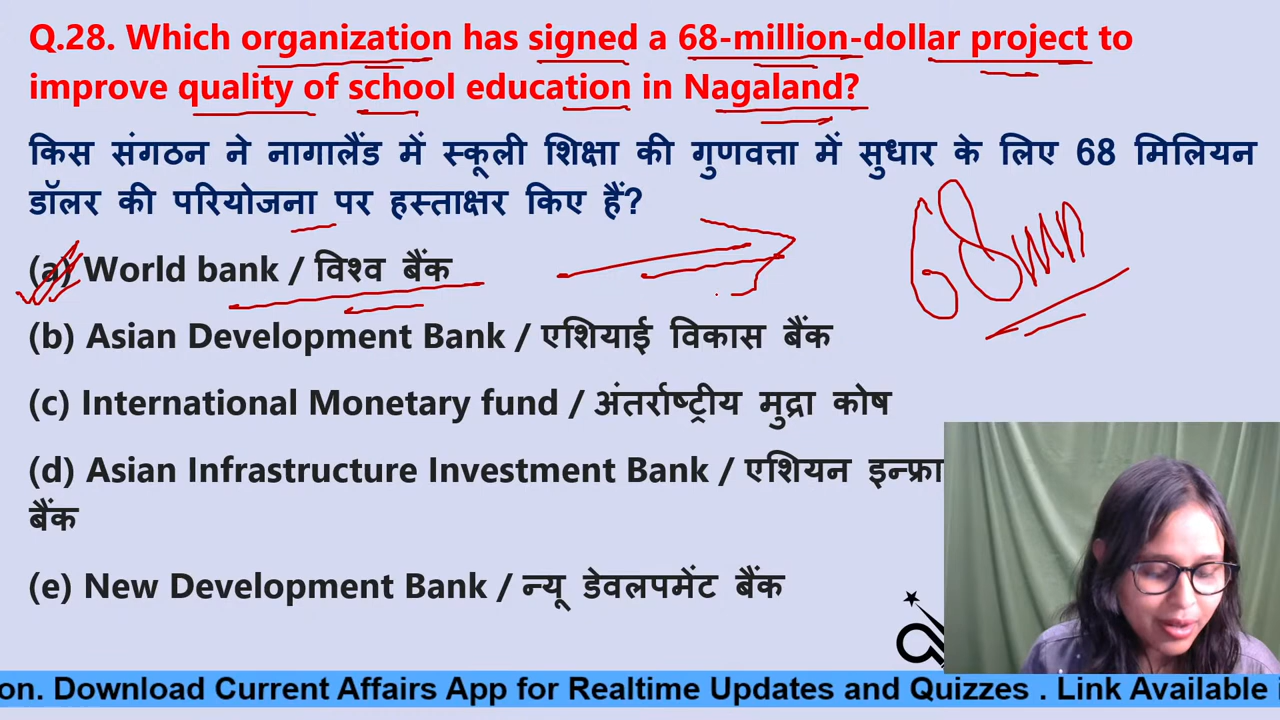 Q.28. Which organization has signed a 68-million-dollar project to
improve quality of school education in Nagaland?
किस संगठन ने नागालैंड में स्कूली शिक्षा की गुणवत्ता में सुधार के लिए 68 मिलियन
डॉलर की परियोजना पर हस्ताक्षर किए हैं?
(a) World bank / विश्व बैंक
68mn
(b) Asian Development Bank / एशियाई विकास बैंक
(c) International Monetary fund / अंतर्राष्ट्रीय मुद्रा कोष
(d) Asian Infrastructure Investment Bank / एशियन इन्फ्रा
बैंक
(e) New Development Bank / न्यू डेवलपमेंट बैंक
on. Download Current Affairs App for Realtime Updates and Quizzes . Link Available i